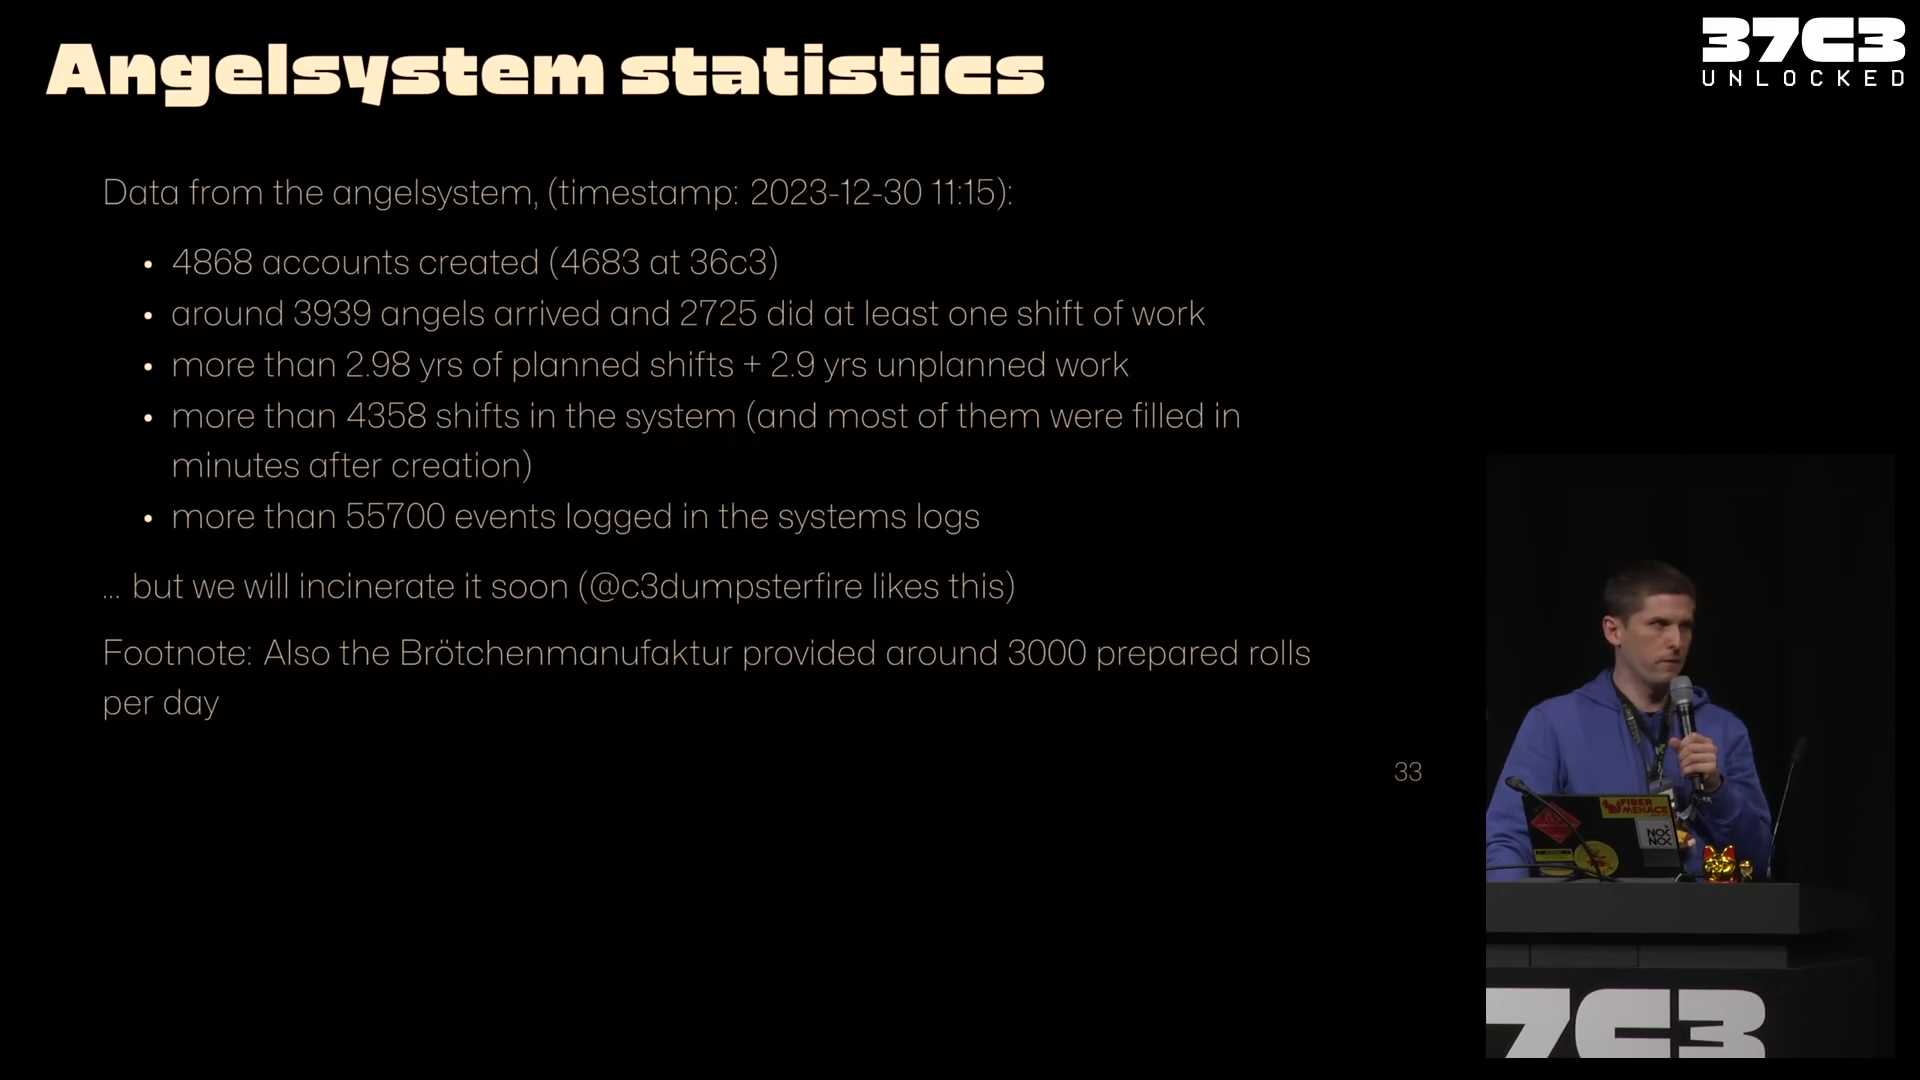 Angelsystem statistics
37C3
UNLOCKED
Data from the angelsystem, (timestamp: 2023-12-30 11:15):
• 4868 accounts created (4683 at 36c3)
• around 3939 angels arrived and 2725 did at least one shift of work
• more than 2.98 yrs of planned shifts + 2.9 yrs unplanned work
• more than 4358 shifts in the system (and most of them were filled in
minutes after creation)
• more than 55700 events logged in the systems logs
... but we will incinerate it soon (@c3dumpsterfire likes this)
Footnote: Also the Brötchenmanufaktur provided around 3000 prepared rolls
per day
33
FIBER
MENACE
NOC
NOC
7C3